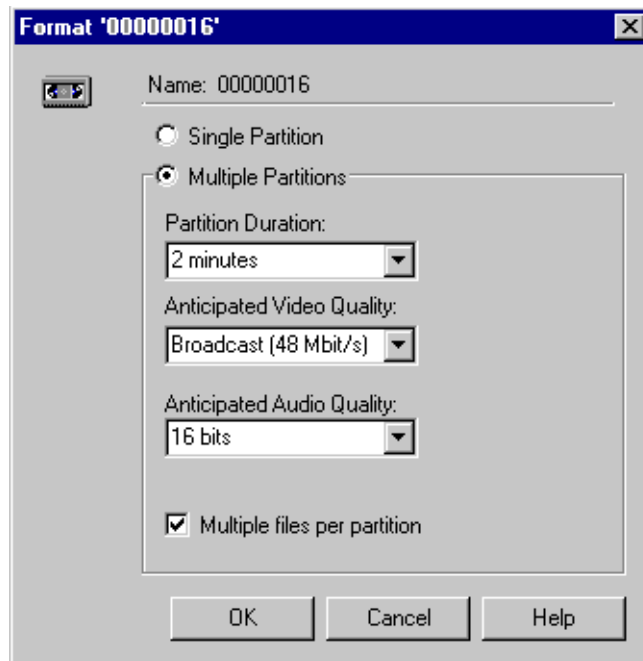 Format '00000016'
Name: 00000016
Single Partition
Multiple Partitions
Partition Duration:
2 minutes
Anticipated Video Quality:
Broadcast (48 Mbit/s)
Anticipated Audio Quality:
16 bits
Multiple files per partition
OK Cancel Help